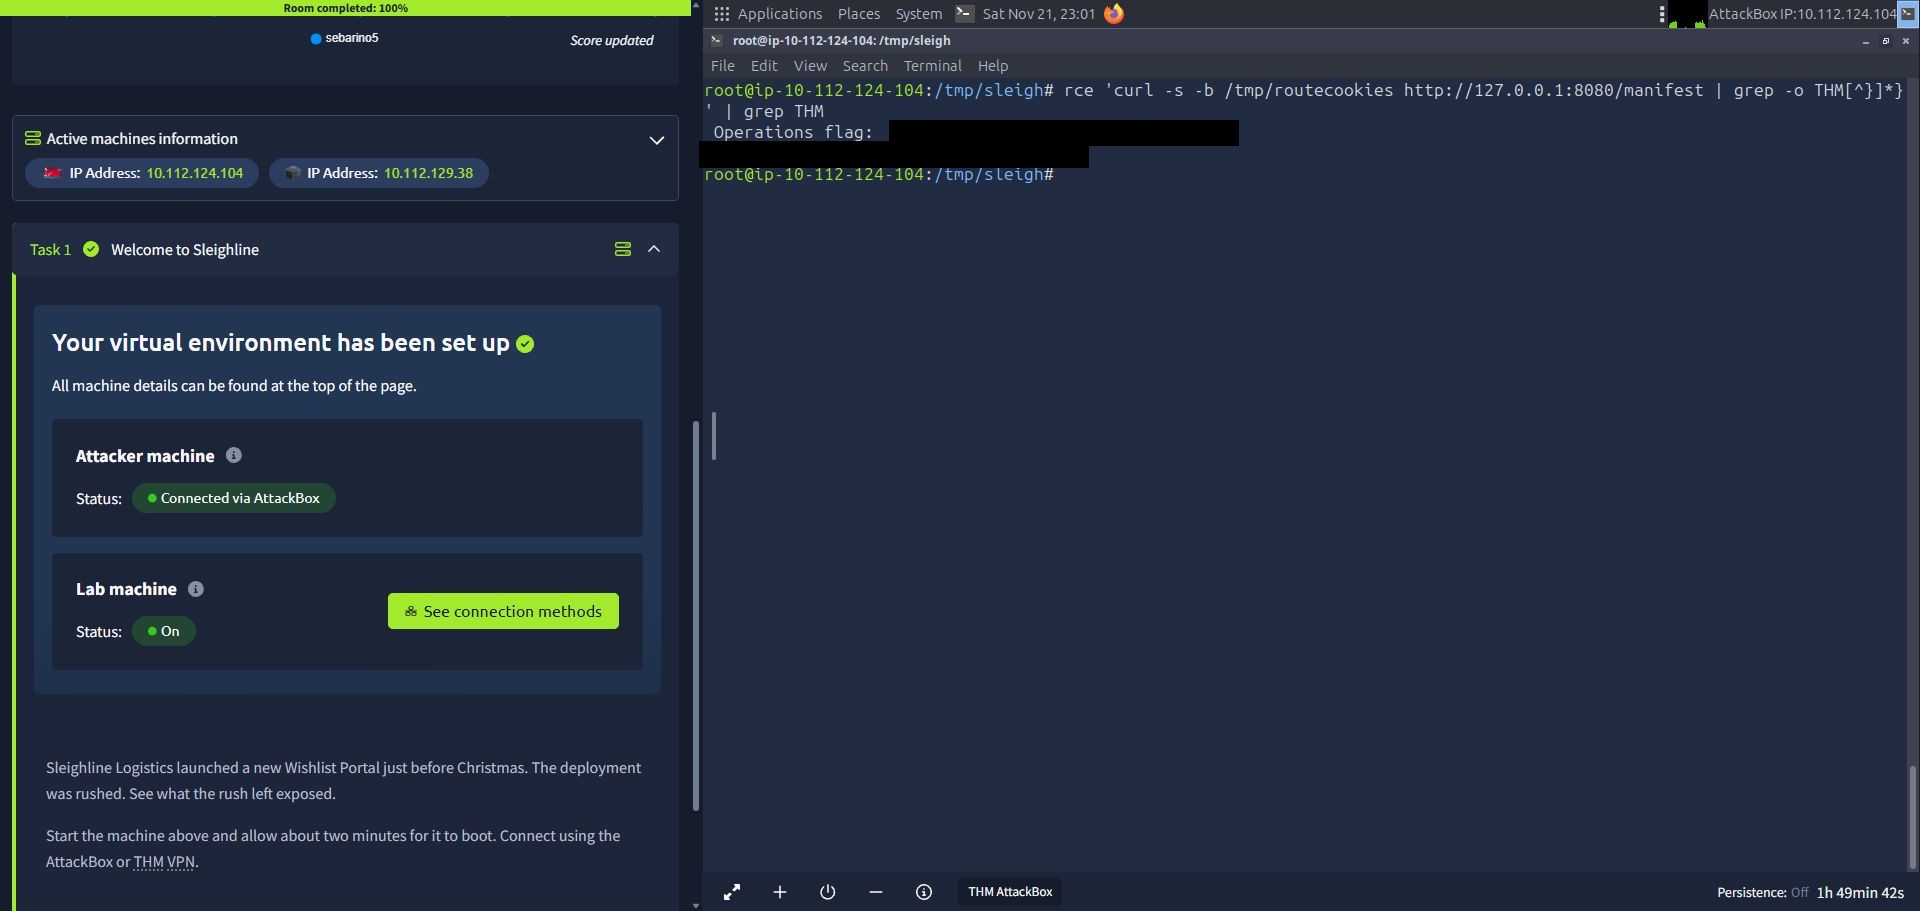 Room completed: 100%
sebarino5
Score updated
Active machines information
IP Address: 10.112.124.104
IP Address: 10.112.129.38
Task 1
Welcome to Sleighline
Your virtual environment has been set up
All machine details can be found at the top of the page.
Attacker machine
Status:
Connected via AttackBox
Lab machine
Status:
On
See connection methods
Sleighline Logistics launched a new Wishlist Portal just before Christmas. The deployment
was rushed. See what the rush left exposed.
Start the machine above and allow about two minutes for it to boot. Connect using the
AttackBox or THM VPN.
Applications Places System Sat Nov 21, 23:01
AttackBox IP:10.112.124.104
root@ip-10-112-124-104: /tmp/sleigh
File Edit View Search Terminal Help
root@ip-10-112-124-104:/tmp/sleigh# rce 'curl -s -b /tmp/routecookies http://127.0.0.1:8080/manifest | grep -o THM[^}]*}
' | grep THM
Operations flag:
root@ip-10-112-124-104:/tmp/sleigh#
THM AttackBox
Persistence: Off 1h 49min 42s